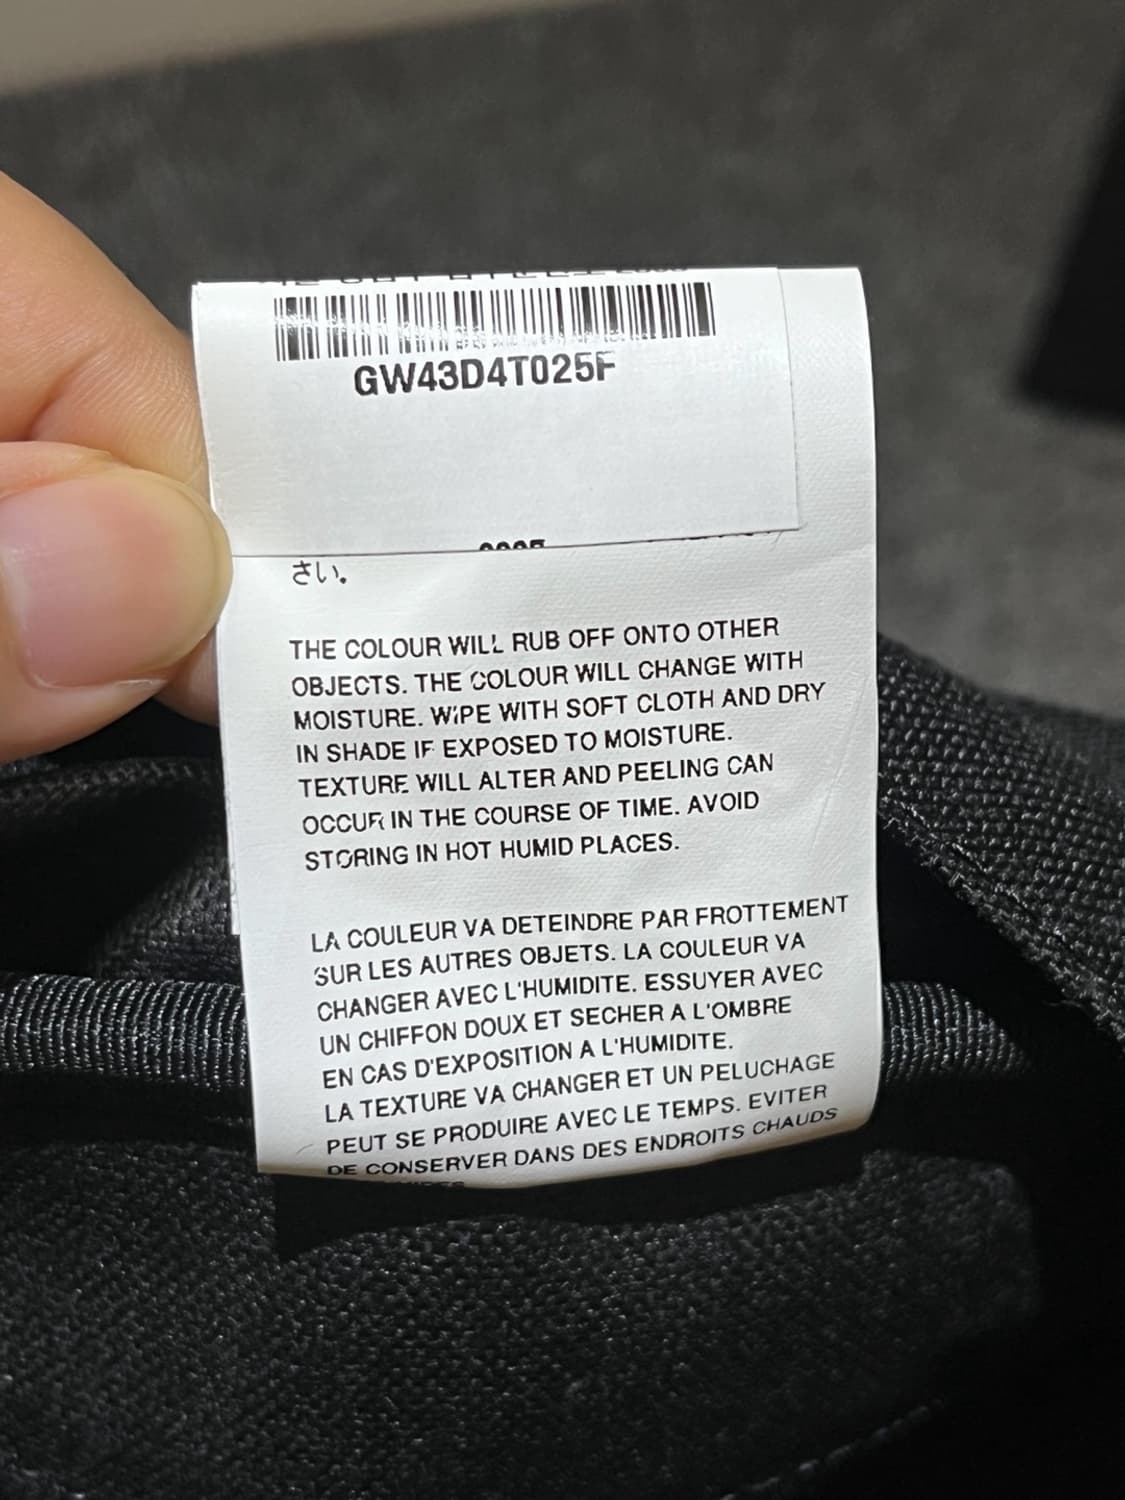 GW43D4T025F
さい。
THE COLOUR WILL RUB OFF ONTO OTHER
OBJECTS. THE COLOUR WILL CHANGE WITH
MOISTURE. WIPE WITH SOFT CLOTH AND DRY
IN SHADE IF EXPOSED TO MOISTURE.
TEXTURE WILL ALTER AND PEELING CAN
OCCUR IN THE COURSE OF TIME. AVOID
STORING IN HOT HUMID PLACES.
LA COULEUR VA DETEINDRE PAR FROTTEMENT
SUR LES AUTRES OBJETS. LA COULEUR VA
CHANGER AVEC L'HUMIDITE. ESSUYER AVEC
UN CHIFFON DOUX ET SECHER A L'OMBRE
EN CAS D'EXPOSITION A L'HUMIDITE.
LA TEXTURE VA CHANGER ET UN PELUCHAGE
PEUT SE PRODUIRE AVEC LE TEMPS. EVITER
DE CONSERVER DANS DES ENDROITS CHAUDS